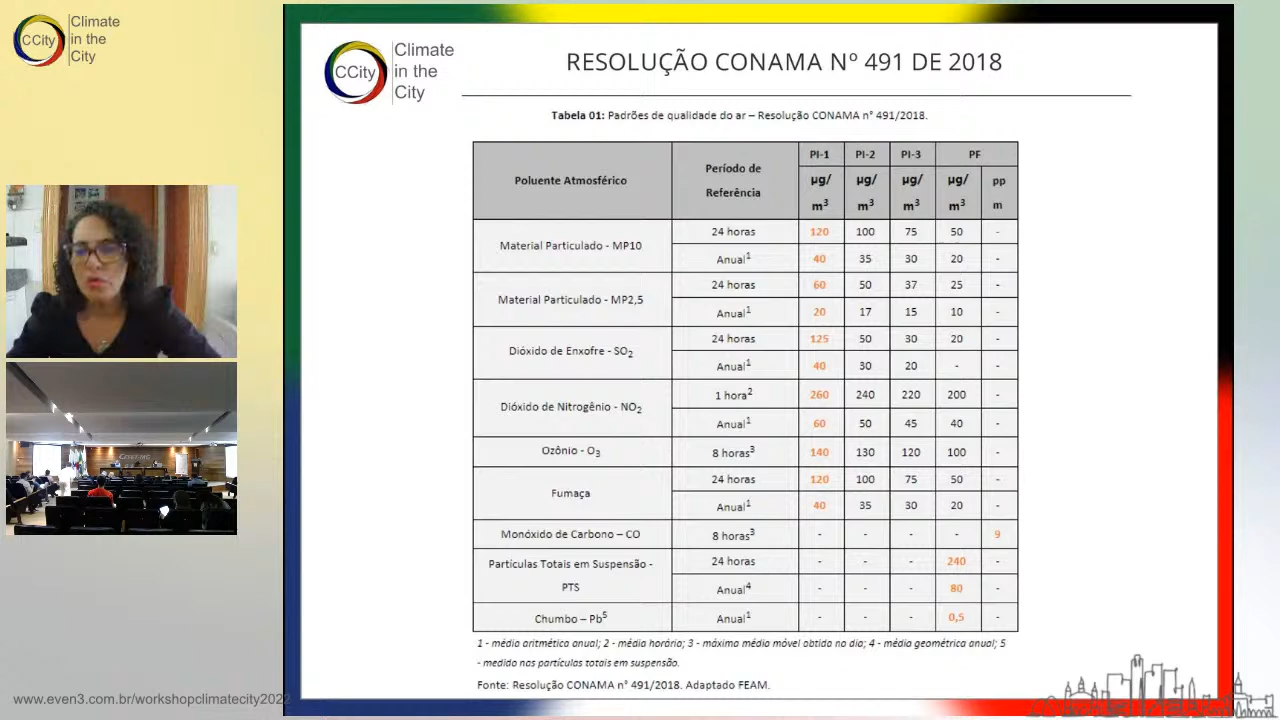 CCity
Climate
in the
City
CCity
Climate
in the
City
RESOLUÇÃO CONAMA Nº 491 DE 2018
Tabela 01: Padrões de qualidade do ar – Resolução CONAMA n° 491/2018.
Poluente Atmosférico Período de Referência PI-1 PI-2 PI-3 PF
µg/m³ µg/m³ µg/m³ µg/m³ ppm
Material Particulado - MP10 24 horas 120 100 75 50 -
Anual¹ 40 35 30 20 -
Material Particulado - MP2,5 24 horas 60 50 37 25 -
Anual¹ 20 17 15 10 -
Dióxido de Enxofre - SO₂ 24 horas 125 50 30 20 -
Anual¹ 40 30 20 - -
Dióxido de Nitrogênio - NO₂ 1 hora² 260 240 220 200 -
Anual¹ 60 50 45 40 -
Ozônio - O₃ 8 horas³ 140 130 120 100 -
Fumaça 24 horas 120 100 75 50 -
Anual¹ 40 35 30 20 -
Monóxido de Carbono – CO 8 horas³ - - - - 9
Partículas Totais em Suspensão - PTS 24 horas - - - 240 -
Anual⁴ - - - 80 -
Chumbo – Pb⁵ Anual¹ - - - 0,5 -
1 - média aritmética anual; 2 - média horária; 3 - máxima média móvel obtida no dia; 4 - média geométrica anual; 5
- medido nas partículas totais em suspensão.
Fonte: Resolução CONAMA n° 491/2018. Adaptado FEAM.
www.even3.com.br/workshopclimatecity2022